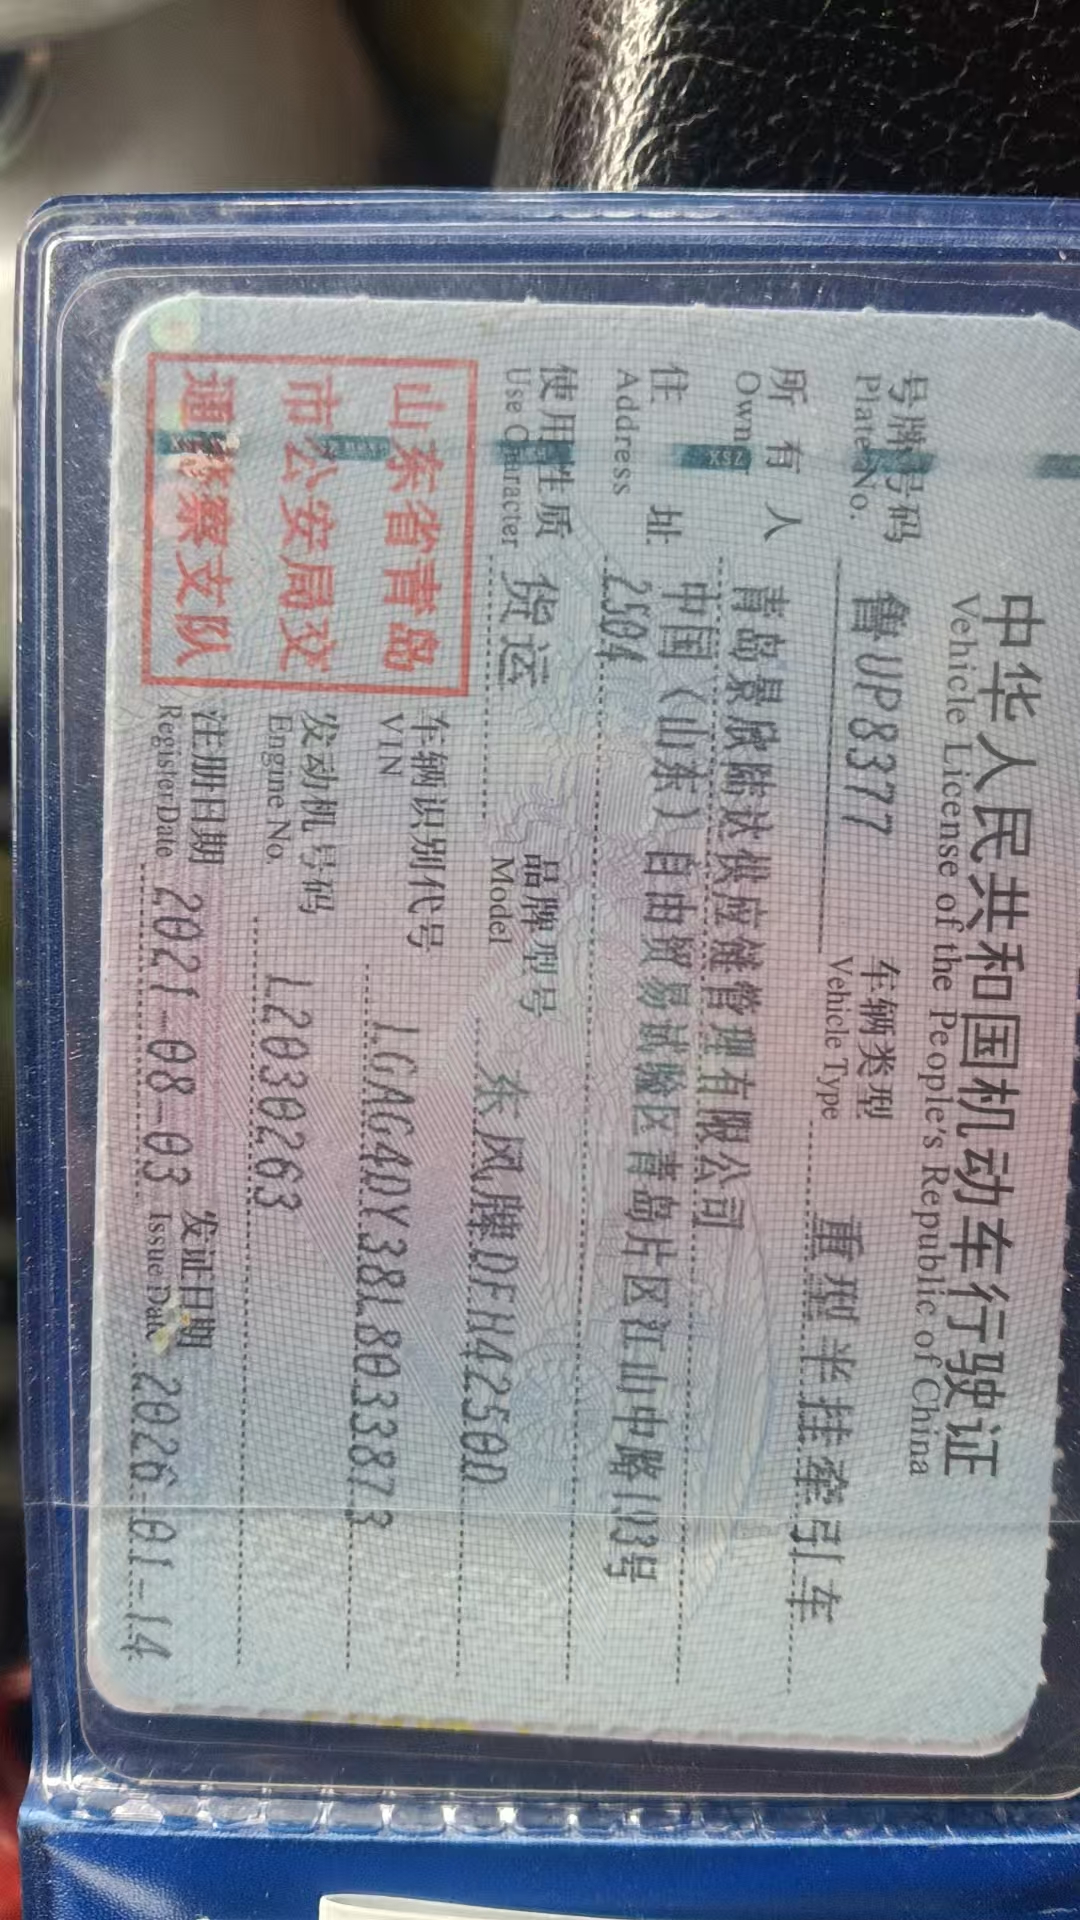 中华人民共和国机动车行驶证
Vehicle License of the People's Republic of China
号牌号码 鲁UP8377 车辆类型 重型半挂牵引车
Plate No. Vehicle Type
所有人 青岛景欣陆达供应链管理有限公司
Owner
住址 中国（山东）自由贸易试验区青岛片区江山中路103号
Address 2504
使用性质 货运 品牌型号 东风牌DFH4250D
Use Character Model
山东省青岛
市公安局交
通警察支队
车辆识别代号 LGAG4DY38L8033873
VIN
发动机号码 L2030263
Engine No.
注册日期 2021-08-03 发证日期 2026-01-14
Register Date Issue Date